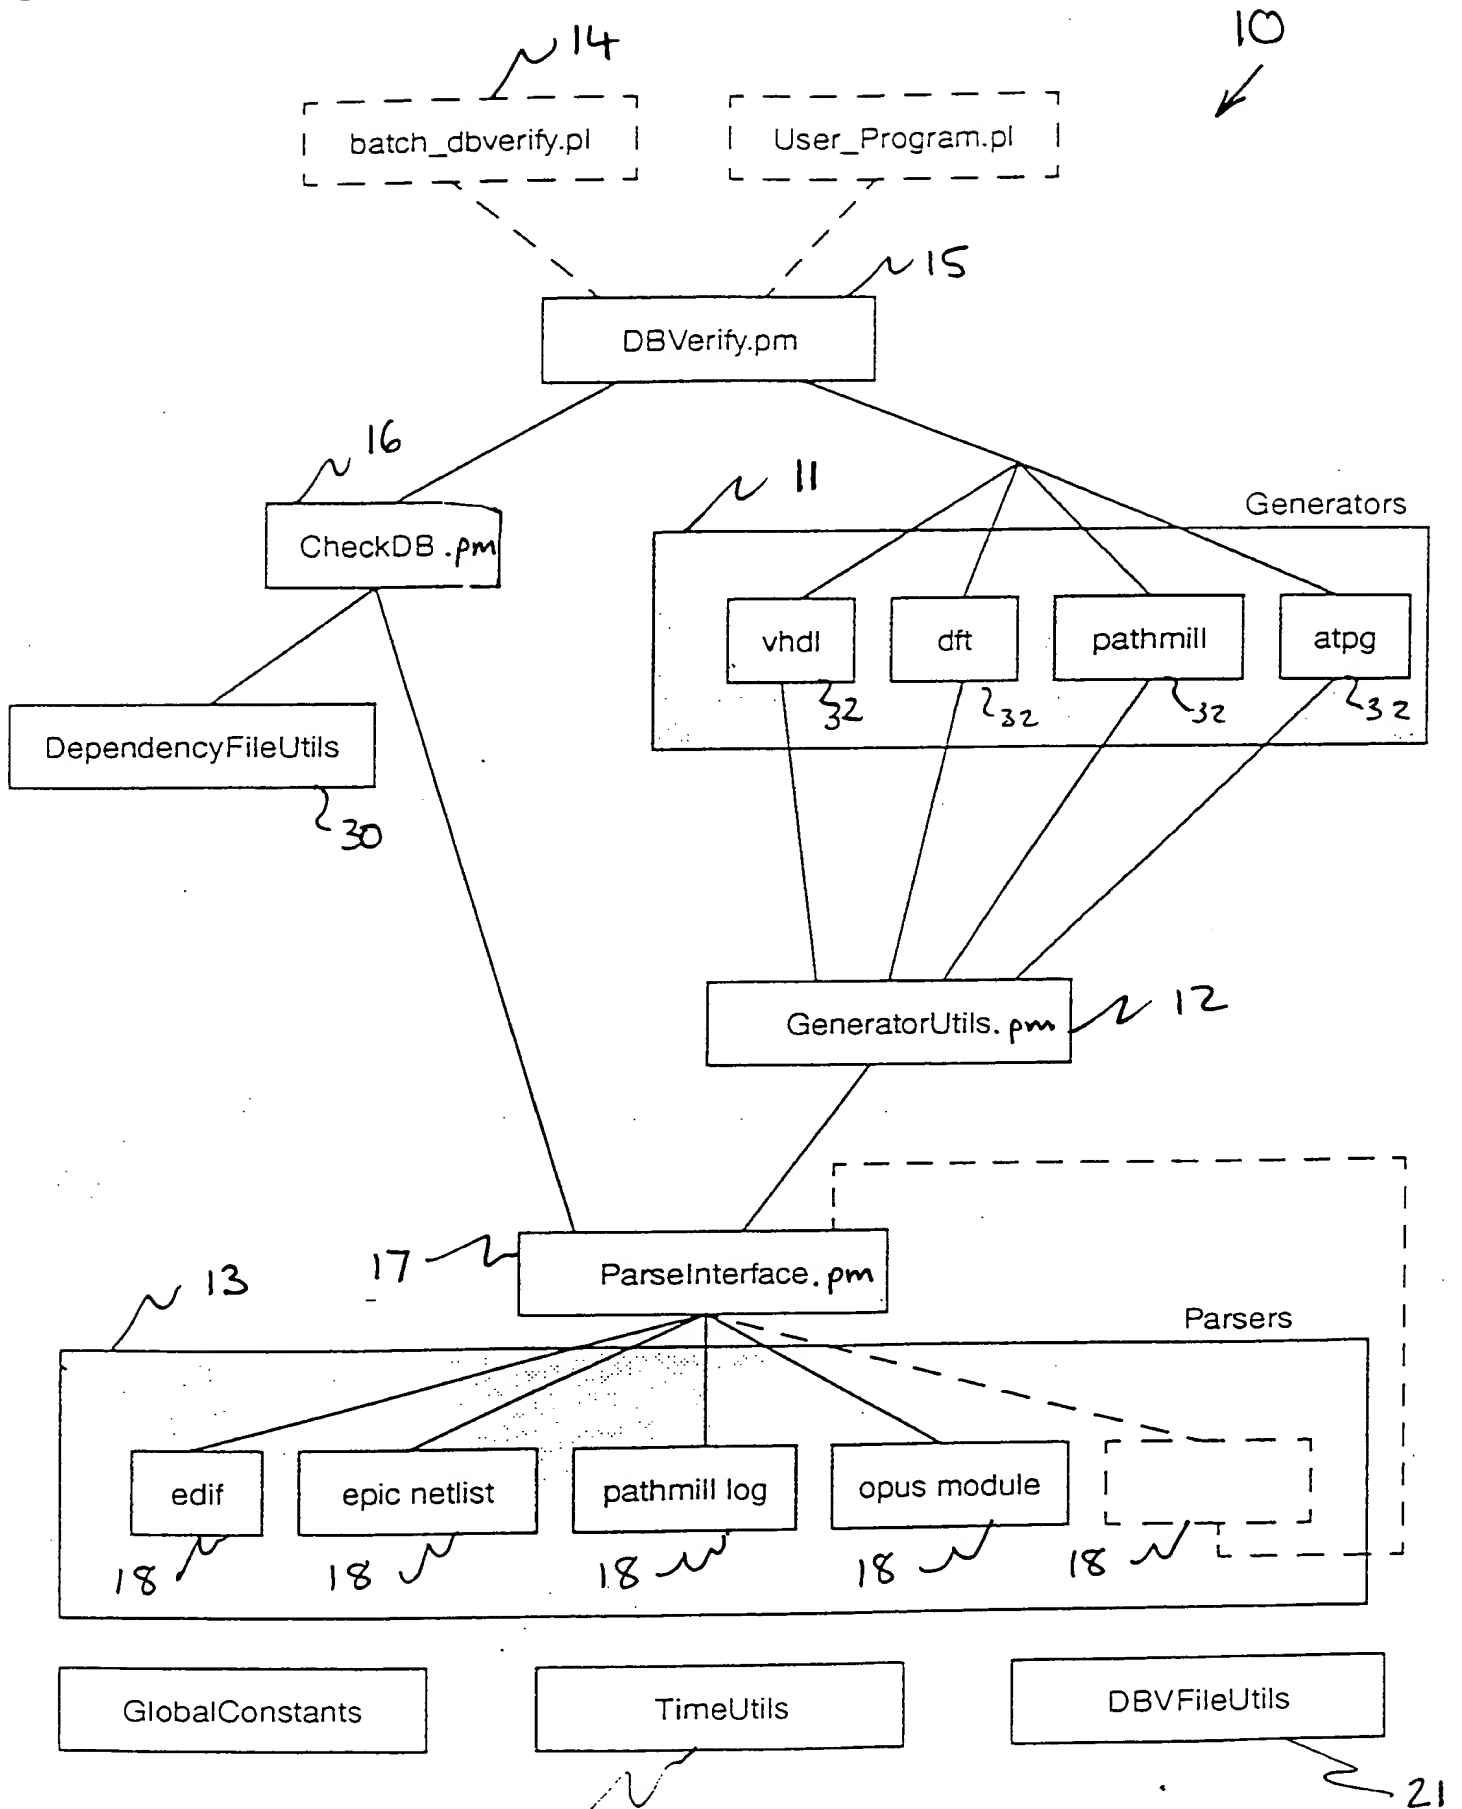 14
10
batch_dbverify.pl
User_Program.pl
15
DBVerify.pm
16
11
Generators
CheckDB.pm
vhdl
dft
pathmill
atpg
32
32
32
32
DependencyFileUtils
30
GeneratorUtils.pm
12
17
ParseInterface.pm
13
Parsers
edif
epic netlist
pathmill log
opus module
18
18
18
18
18
GlobalConstants
TimeUtils
DBVFileUtils
21